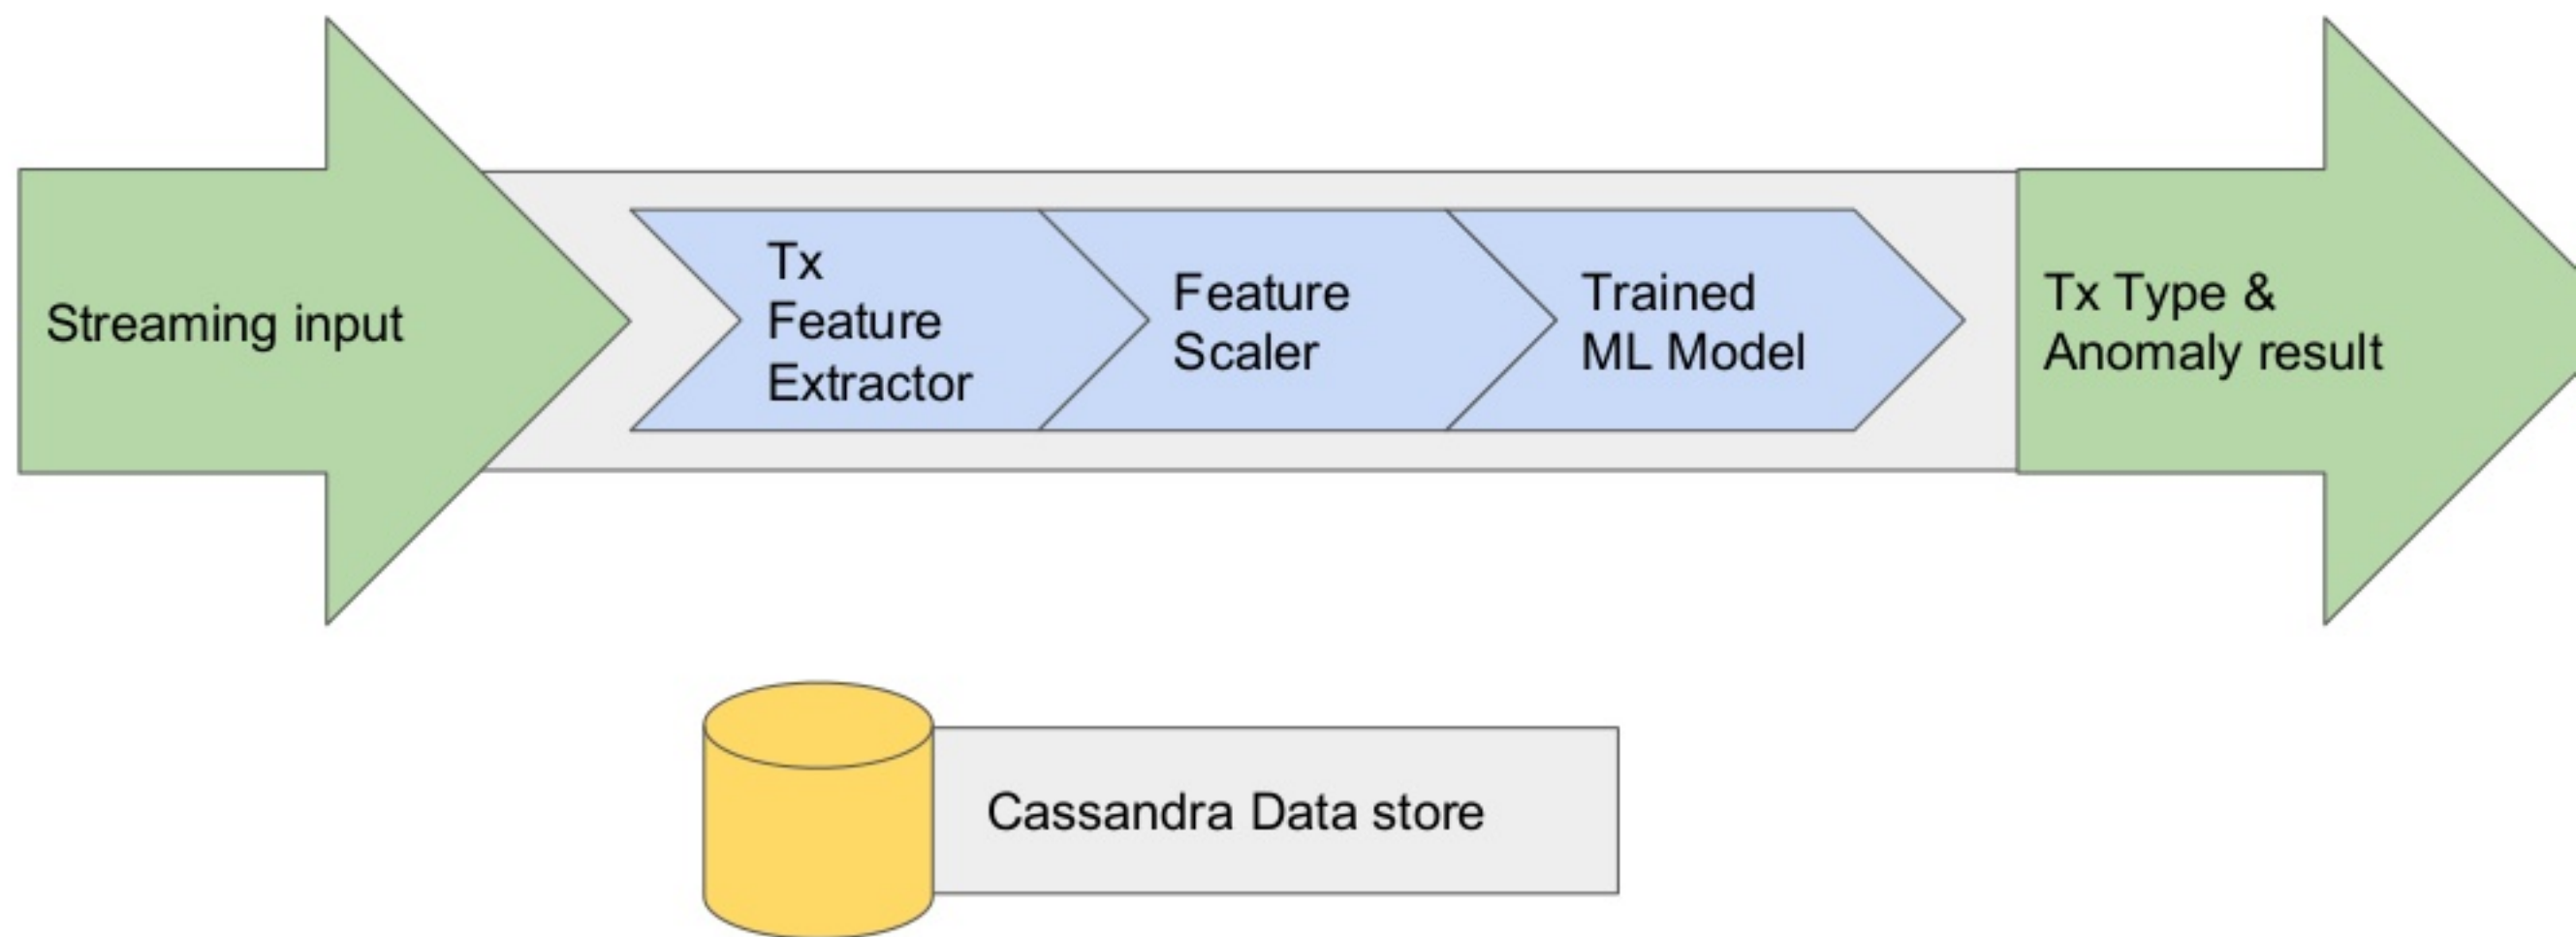 Streaming input
Tx
Feature
Extractor
Feature
Scaler
Trained
ML Model
Tx Type &
Anomaly result
Cassandra Data store